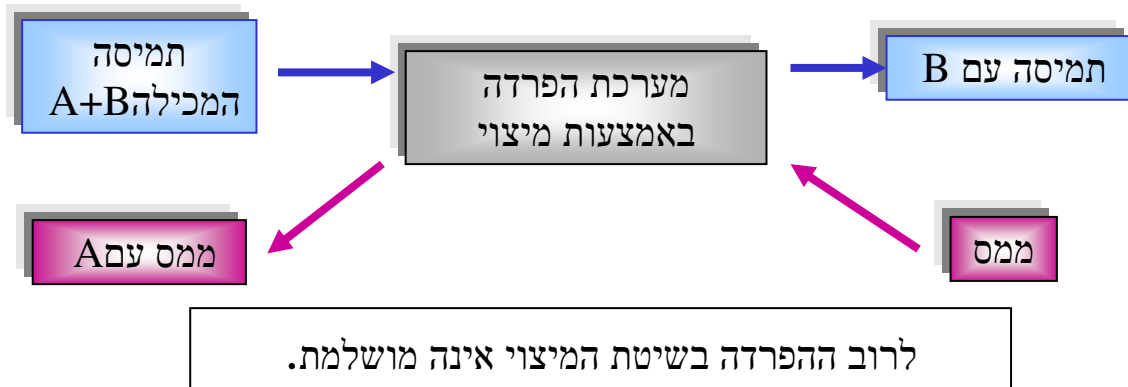 תמיסה
המכילהA+B
מערכת הפרדה
באמצעות מיצוי
תמיסה עם B
ממס עםA
ממס
לרוב ההפרדה בשיטת המיצוי אינה מושלמת.